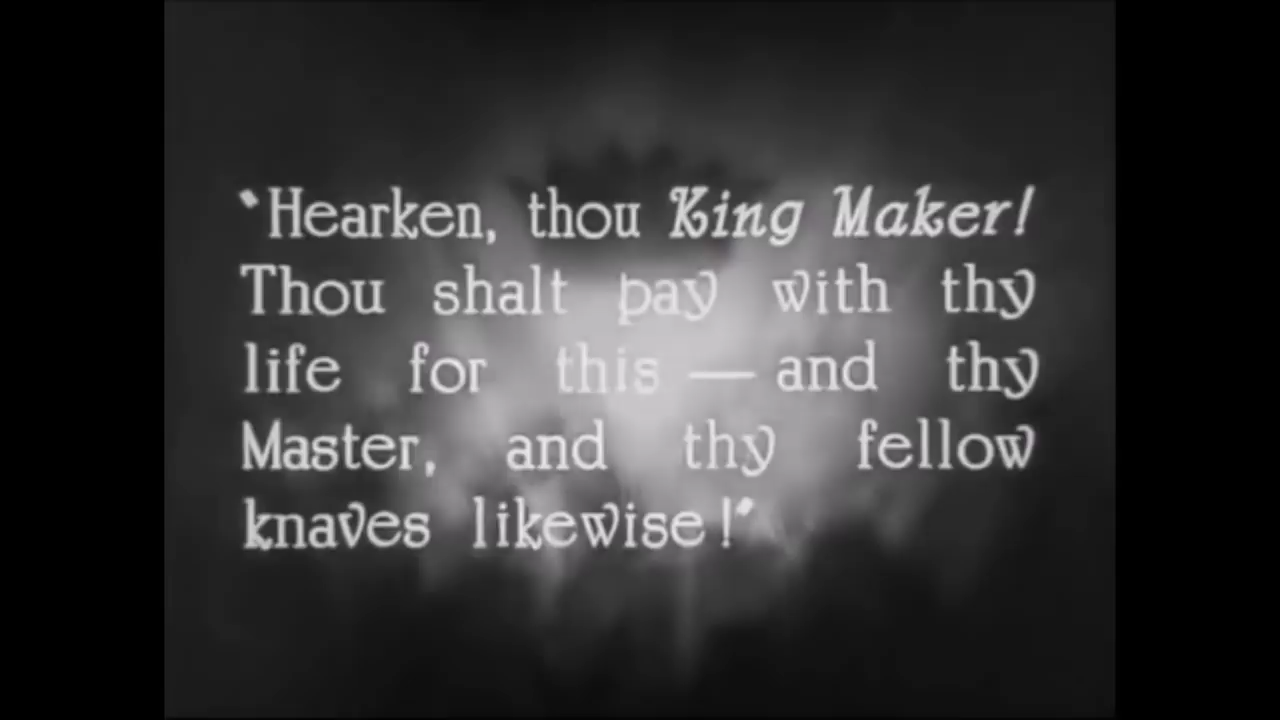 "Hearken, thou King Maker!
Thou shalt pay with thy
life for this — and thy
Master, and thy fellow
knaves likewise!"